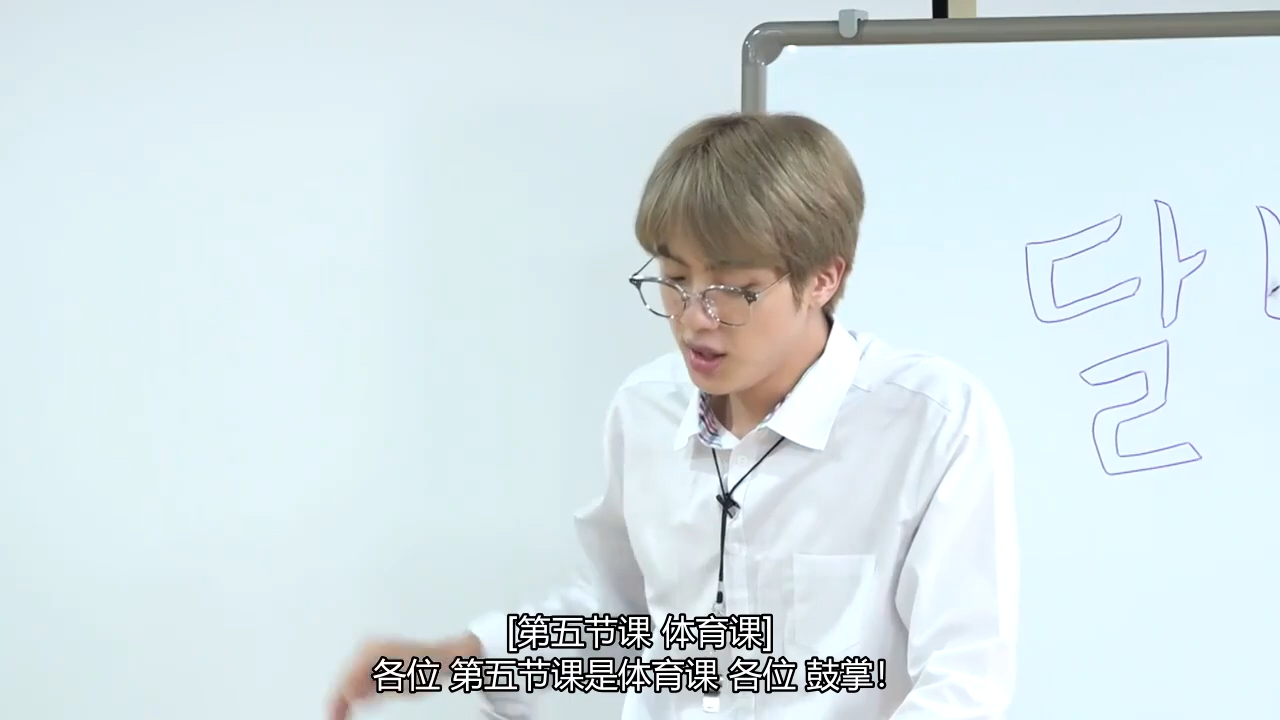 달
[第五节课 体育课]
各位 第五节课是体育课 各位 鼓掌!